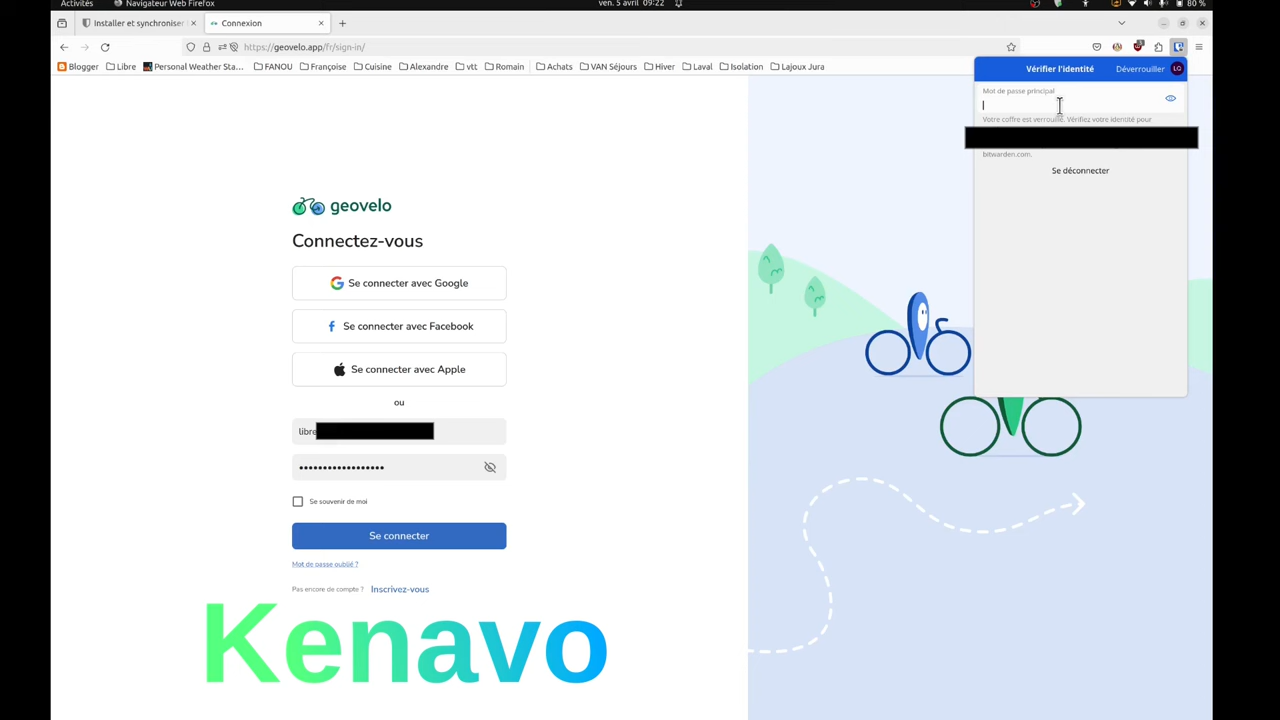 Activités
Navigateur Web Firefox
ven. 5 avril 09:22
80 %
Installer et synchroniser
Connexion
https://geovelo.app/fr/sign-in/
Blogger
Libre
Personal Weather Sta…
FANOU
Françoise
Cuisine
Alexandre
vtt
Romain
Achats
VAN Séjours
Hiver
Laval
Isolation
Lajoux Jura
Vérifier l'identité
Déverrouiller
LG
Mot de passe principal
Votre coffre est verrouillé. Vérifiez votre identité pour
bitwarden.com.
Se déconnecter
geovelo
Connectez-vous
Se connecter avec Google
Se connecter avec Facebook
Se connecter avec Apple
ou
libre
••••••••••••••••••
Se souvenir de moi
Se connecter
Mot de passe oublié ?
Pas encore de compte ? Inscrivez-vous
Kenavo